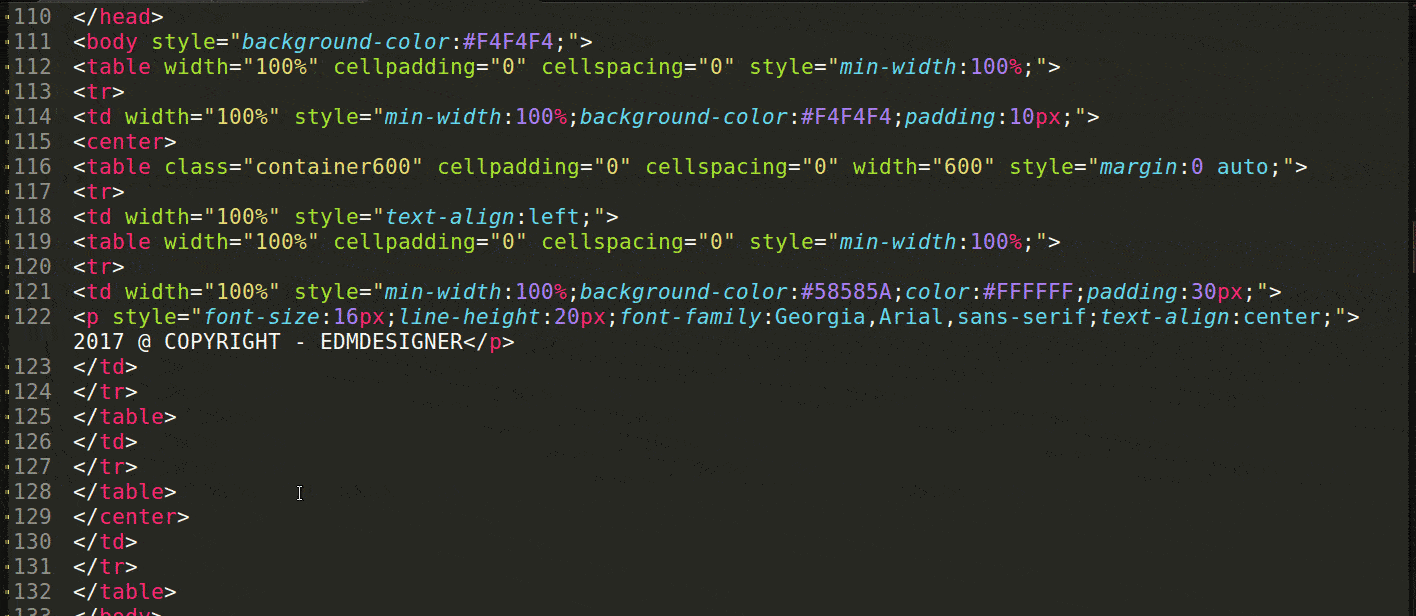 110 </head>
111 <body style="background-color:#F4F4F4;">
112 <table width="100%" cellpadding="0" cellspacing="0" style="min-width:100%;">
113 <tr>
114 <td width="100%" style="min-width:100%;background-color:#F4F4F4;padding:10px;">
115 <center>
116 <table class="container600" cellpadding="0" cellspacing="0" width="600" style="margin:0 auto;">
117 <tr>
118 <td width="100%" style="text-align:left;">
119 <table width="100%" cellpadding="0" cellspacing="0" style="min-width:100%;">
120 <tr>
121 <td width="100%" style="min-width:100%;background-color:#58585A;color:#FFFFFF;padding:30px;">
122 <p style="font-size:16px;line-height:20px;font-family:Georgia,Arial,sans-serif;text-align:center;">
2017 @ COPYRIGHT - EDMDESIGNER</p>
123 </td>
124 </tr>
125 </table>
126 </td>
127 </tr>
128 </table>
129 </center>
130 </td>
131 </tr>
132 </table>
133 </body>